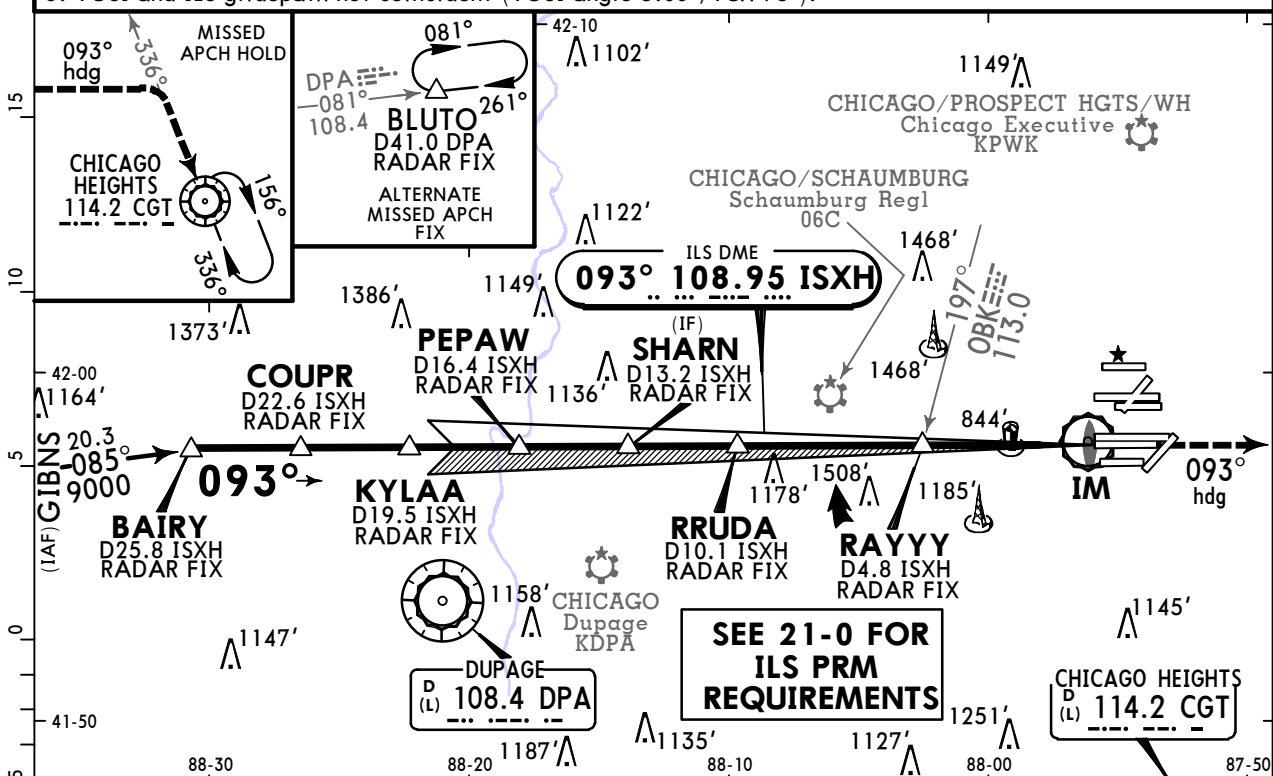 42-10
MISSED
APCH HOLD
093°
hdg
336°
CHICAGO
HEIGHTS
114.2 CGT
156°
336°
081°
DPA
081°
108.4
261°
BLUTO
D41.0 DPA
RADAR FIX
ALTERNATE
MISSED APCH
FIX
15
10
5
0
1102'
1149'
CHICAGO/PROSPECT HGTS/WH
Chicago Executive
KPWK
CHICAGO/SCHAUMBURG
Schaumburg Regl
06C
1122'
1468'
ILS DME
093° 108.95 ISXH
197°
OBK
113.0
1386'
1149'
1373'
1468'
(IF)
SHARN
D13.2 ISXH
RADAR FIX
PEPAW
D16.4 ISXH
RADAR FIX
1136'
42-00
COUPR
D22.6 ISXH
RADAR FIX
1164'
844'
(IAF) GIBNS
20.3
085°
9000
093°
093°
hdg
IM
KYLAA
D19.5 ISXH
RADAR FIX
BAIRY
D25.8 ISXH
RADAR FIX
1178'
1508'
1185'
RRUDA
D10.1 ISXH
RADAR FIX
RAYYY
D4.8 ISXH
RADAR FIX
1158'
CHICAGO
Dupage
KDPA
1147'
1145'
SEE 21-0 FOR
ILS PRM
REQUIREMENTS
DUPAGE
D
(L)
108.4 DPA
CHICAGO HEIGHTS
D
(L)
114.2 CGT
41-50
1187'
1135'
1127'
1251'
88-30
88-20
88-10
88-00
87-50